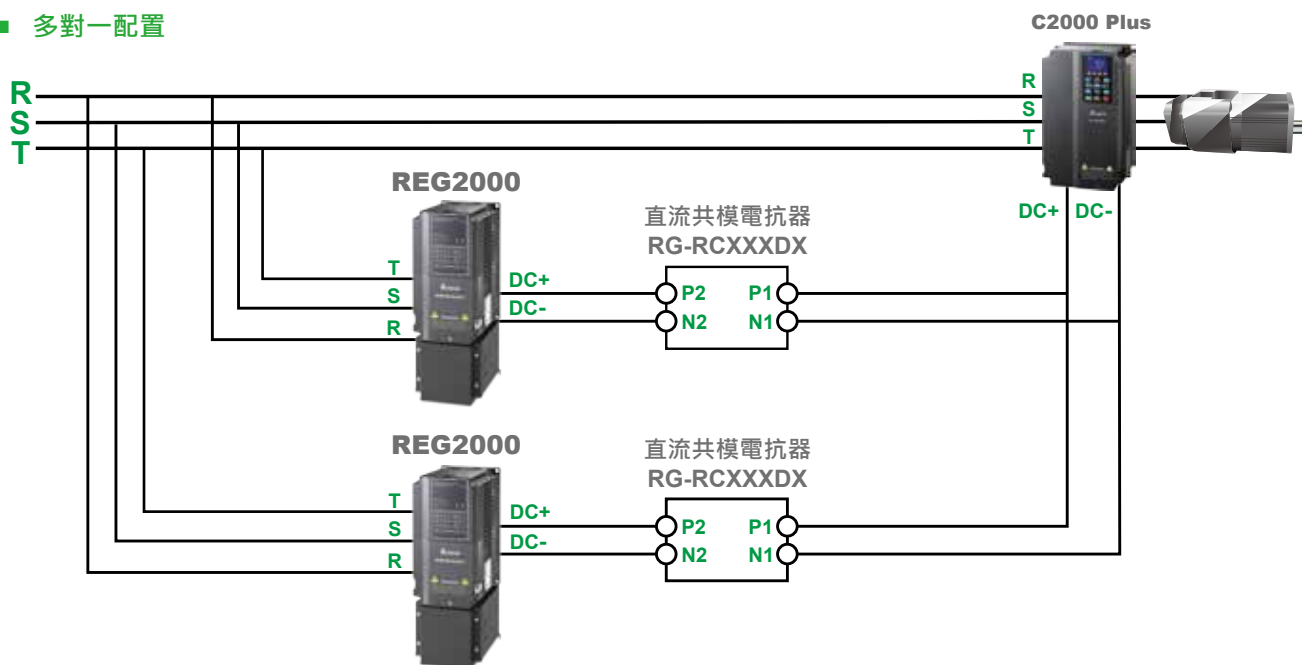 多對一配置
C2000 Plus
R
S
T
R
S
T
DC+ DC-
REG2000
直流共模電抗器
RG-RCXXXDX
T
S
R
DC+
DC-
P2 P1
N2 N1
REG2000
直流共模電抗器
RG-RCXXXDX
T
S
R
DC+
DC-
P2 P1
N2 N1